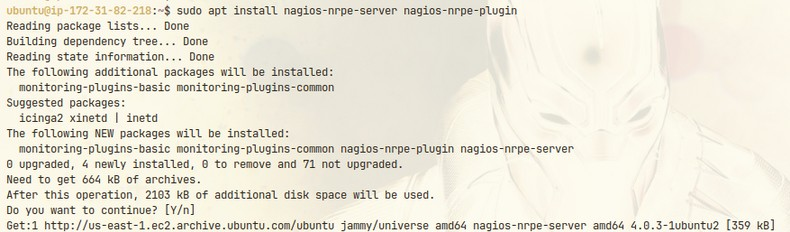 ubuntu@ip-172-31-82-218:~$ sudo apt install nagios-nrpe-server nagios-nrpe-plugin
Reading package lists... Done
Building dependency tree... Done
Reading state information... Done
The following additional packages will be installed:
  monitoring-plugins-basic monitoring-plugins-common
Suggested packages:
  icinga2 xinetd | inetd
The following NEW packages will be installed:
  monitoring-plugins-basic monitoring-plugins-common nagios-nrpe-plugin nagios-nrpe-server
0 upgraded, 4 newly installed, 0 to remove and 71 not upgraded.
Need to get 664 kB of archives.
After this operation, 2103 kB of additional disk space will be used.
Do you want to continue? [Y/n]
Get:1 http://us-east-1.ec2.archive.ubuntu.com/ubuntu jammy/universe amd64 nagios-nrpe-server amd64 4.0.3-1ubuntu2 [359 kB]